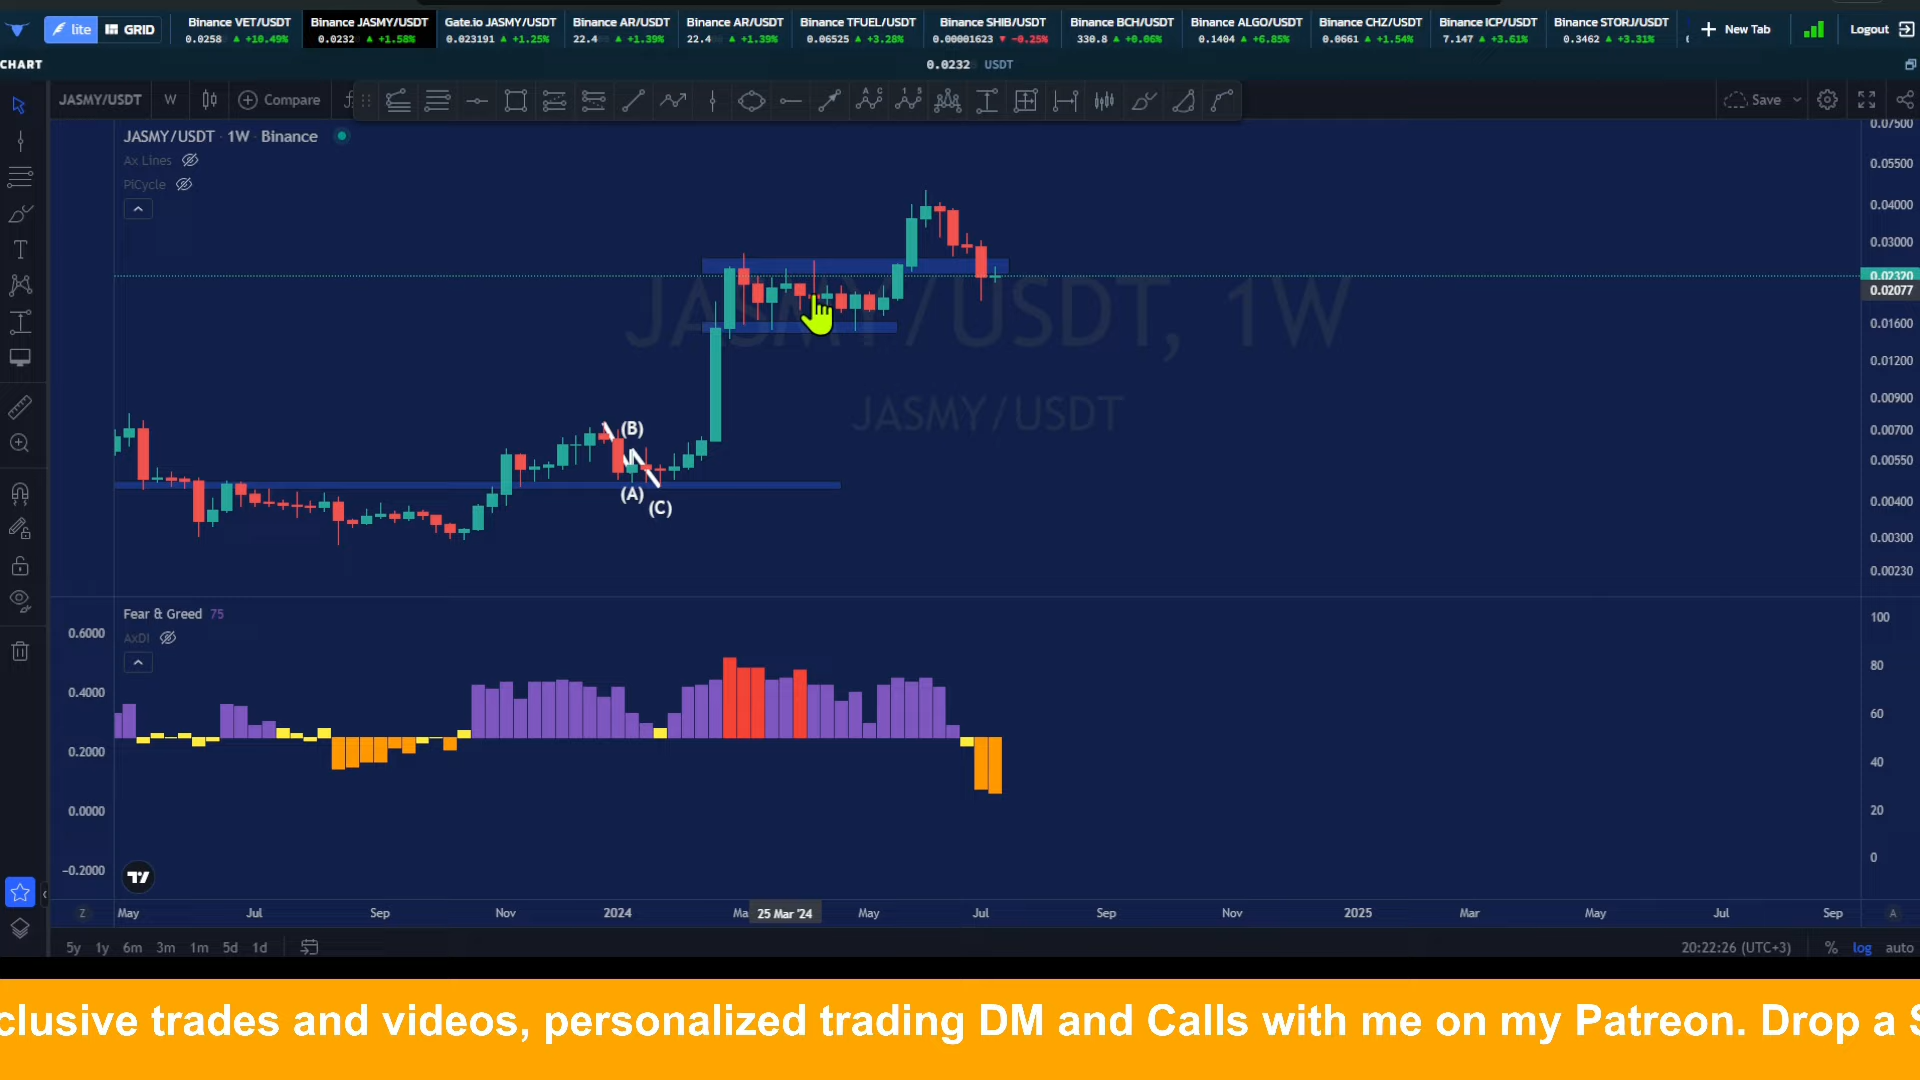 lite
GRID
Binance VET/USDT
0.0258 ▲ +10.49%
Binance JASMY/USDT
0.0232 ▲ +1.58%
Gate.io JASMY/USDT
0.023191 ▲ +1.25%
Binance AR/USDT
22.4 ▲ +1.39%
Binance AR/USDT
22.4 ▲ +1.39%
Binance TFUEL/USDT
0.06525 ▲ +3.28%
Binance SHIB/USDT
0.00001623 ▼ -0.25%
Binance BCH/USDT
330.8 ▲ +0.06%
Binance ALGO/USDT
0.1404 ▲ +6.85%
Binance CHZ/USDT
0.0661 ▲ +1.54%
Binance ICP/USDT
7.147 ▲ +3.61%
Binance STORJ/USDT
0.3462 ▲ +3.31%
New Tab
Logout
CHART
0.0232 USDT
JASMY/USDT
W
Compare
Save
JASMY/USDT · 1W · Binance
Ax Lines
PiCycle
JASMY/USDT, 1W
JASMY/USDT
(B)
(A)
(C)
0.07500
0.05500
0.04000
0.03000
0.02320
0.02077
0.01600
0.01200
0.00900
0.00700
0.00550
0.00400
0.00300
0.00230
Fear & Greed 75
AxDI
0.6000
0.4000
0.2000
0.0000
-0.2000
100
80
60
40
20
0
Z
May
Jul
Sep
Nov
2024
Ma
25 Mar '24
May
Jul
Sep
Nov
2025
Mar
May
Jul
Sep
A
5y 1y 6m 3m 1m 5d 1d
20:22:26 (UTC+3)
% log auto
clusive trades and videos, personalized trading DM and Calls with me on my Patreon. Drop a S